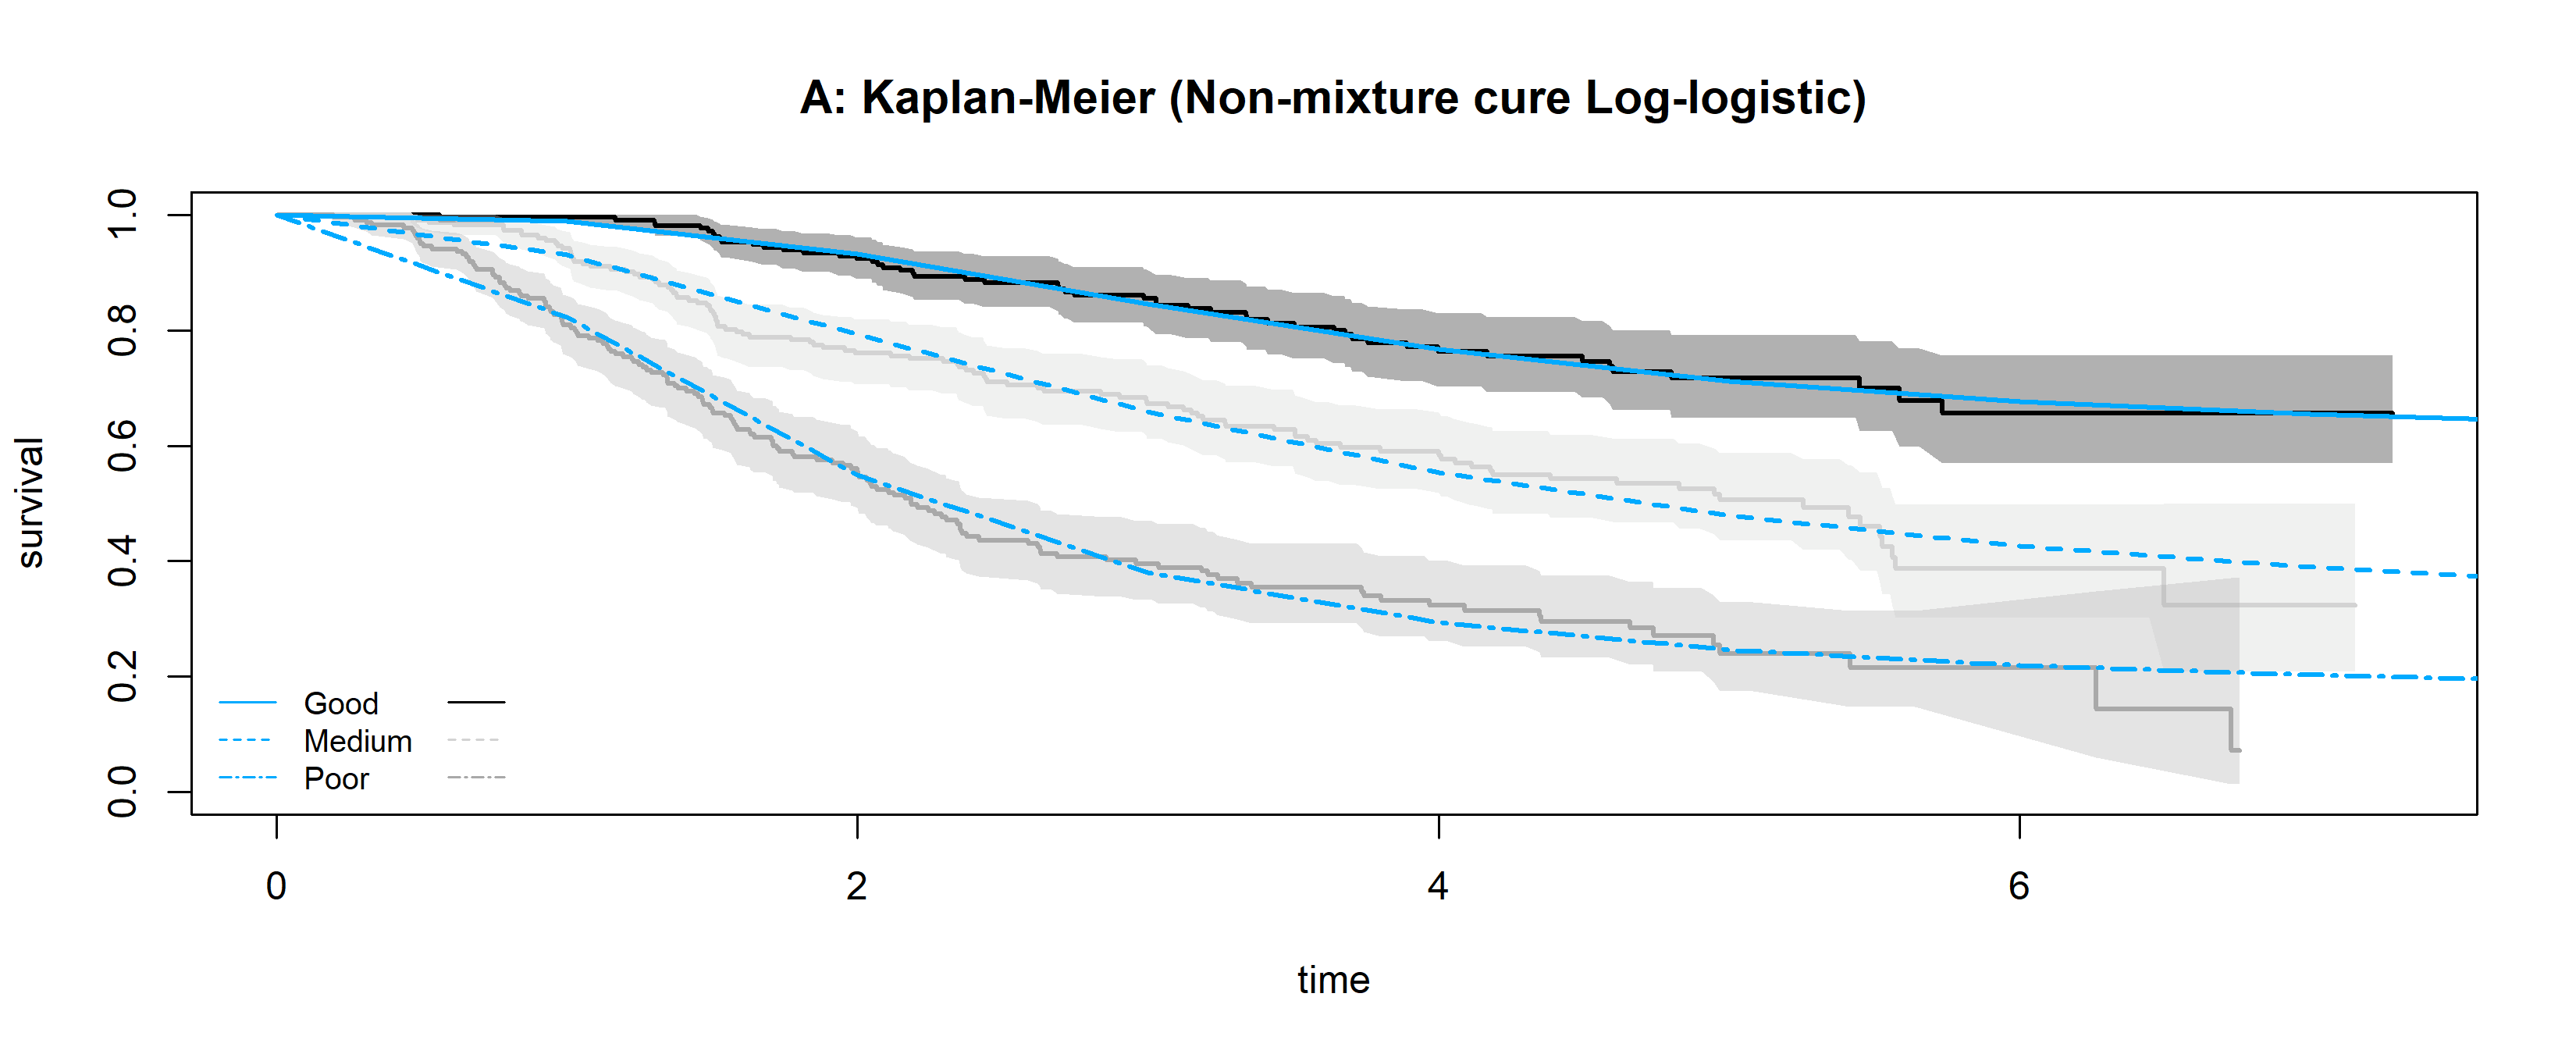 A: Kaplan-Meier (Non-mixture cure Log-logistic)
survival
1.0
0.8
0.6
0.4
0.2
0.0
Good
Medium
Poor
0 2 4 6
time